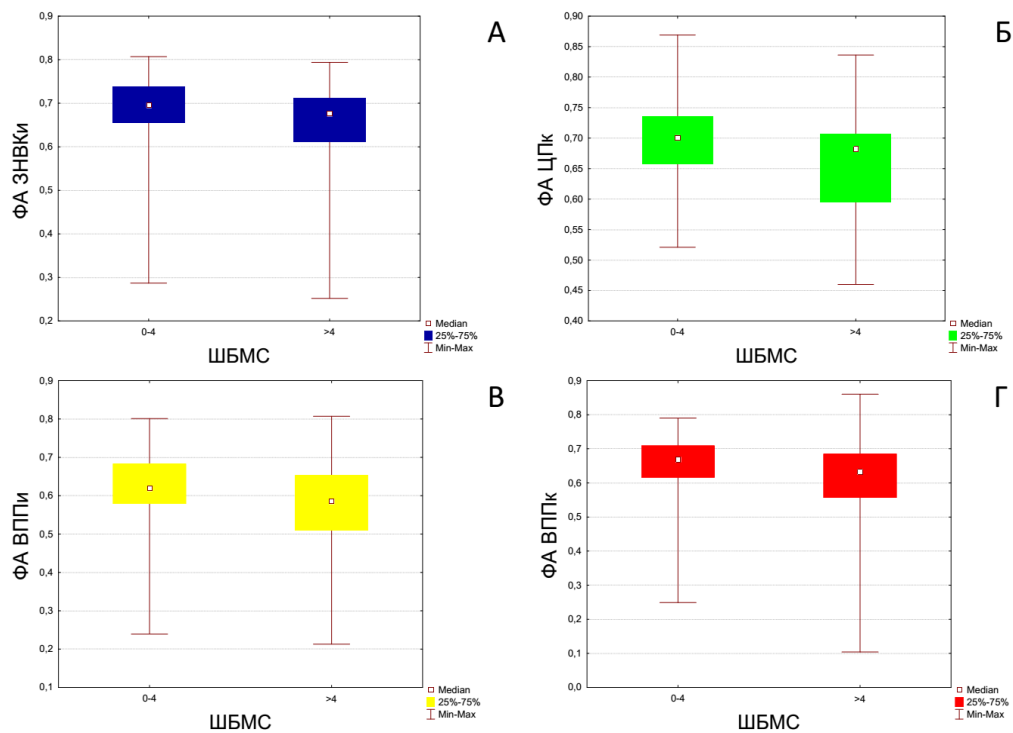 А
ФА ЗНВКи
0,9
0,8
0,7
0,6
0,5
0,4
0,3
0,2
0-4
>4
ШБМС
Median
25%-75%
Min-Max
Б
ФА ЦПк
0,90
0,85
0,80
0,75
0,70
0,65
0,60
0,55
0,50
0,45
0,40
0-4
>4
ШБМС
Median
25%-75%
Min-Max
В
ФА ВППи
0,9
0,8
0,7
0,6
0,5
0,4
0,3
0,2
0,1
0-4
>4
ШБМС
Median
25%-75%
Min-Max
Г
ФА ВППк
0,9
0,8
0,7
0,6
0,5
0,4
0,3
0,2
0,1
0,0
0-4
>4
ШБМС
Median
25%-75%
Min-Max